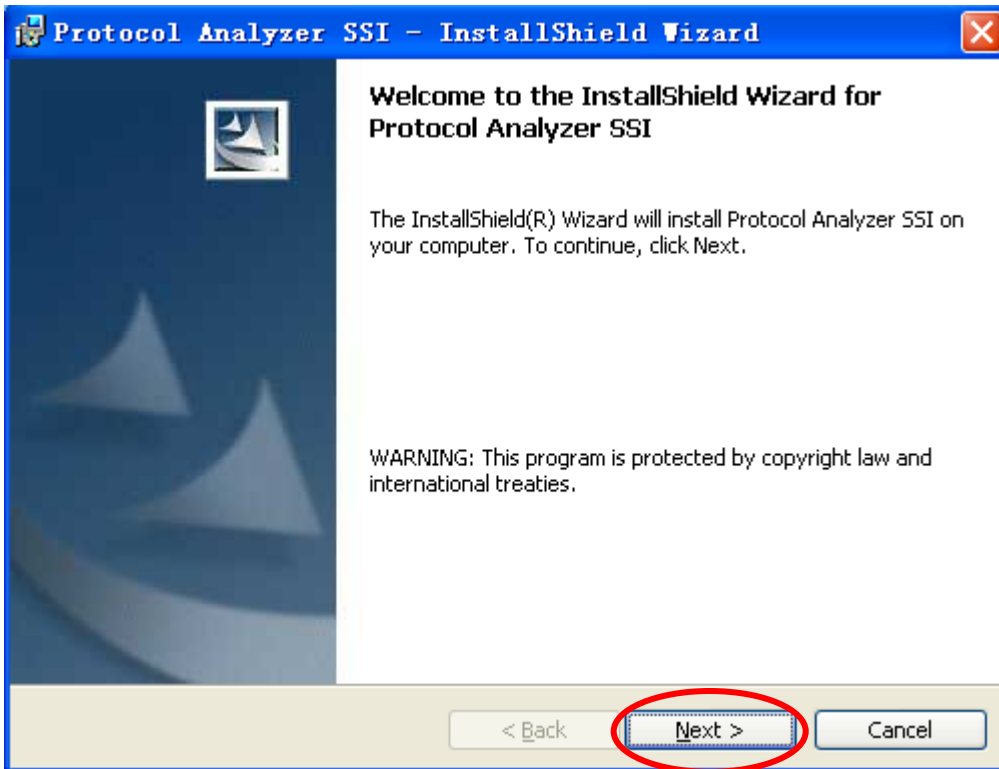 Protocol Analyzer SSI - InstallShield Wizard
Welcome to the InstallShield Wizard for
Protocol Analyzer SSI
The InstallShield(R) Wizard will install Protocol Analyzer SSI on
your computer. To continue, click Next.
WARNING: This program is protected by copyright law and
international treaties.
< Back
Next >
Cancel